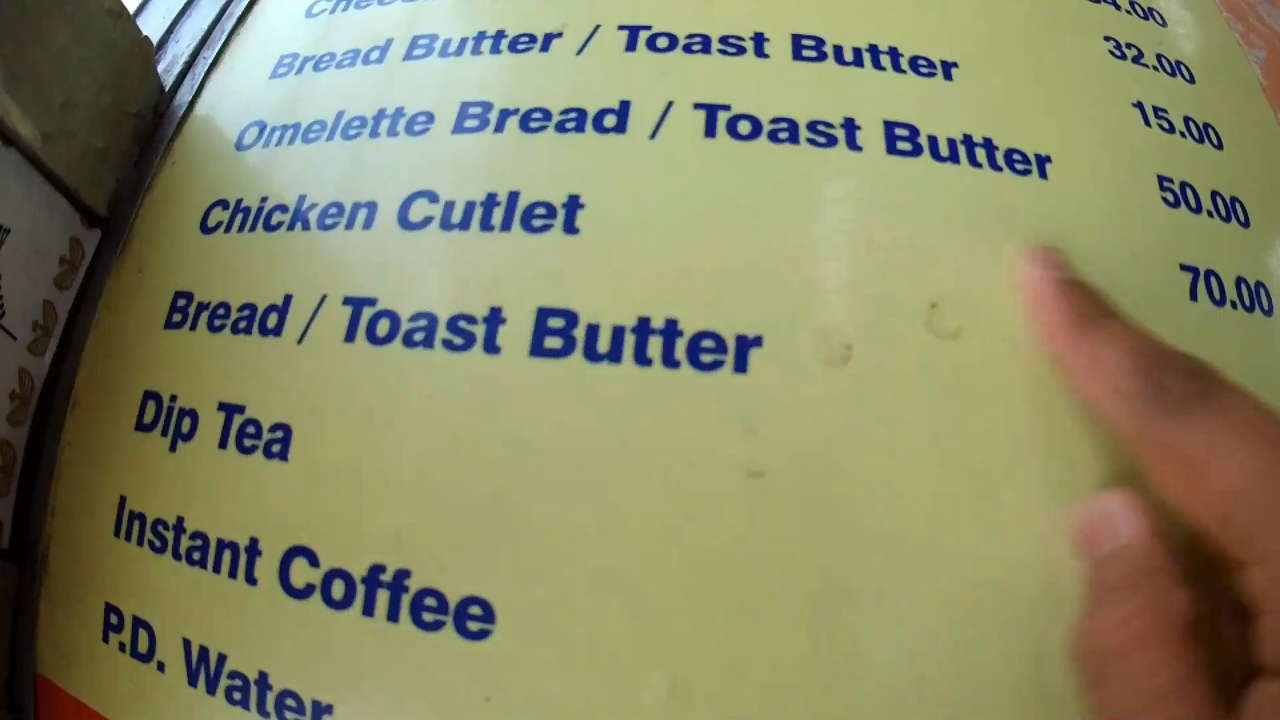 32.00
Bread Butter / Toast Butter 15.00
Omelette Bread / Toast Butter 50.00
Chicken Cutlet 70.00
Bread / Toast Butter
Dip Tea
Instant Coffee
P.D. Water